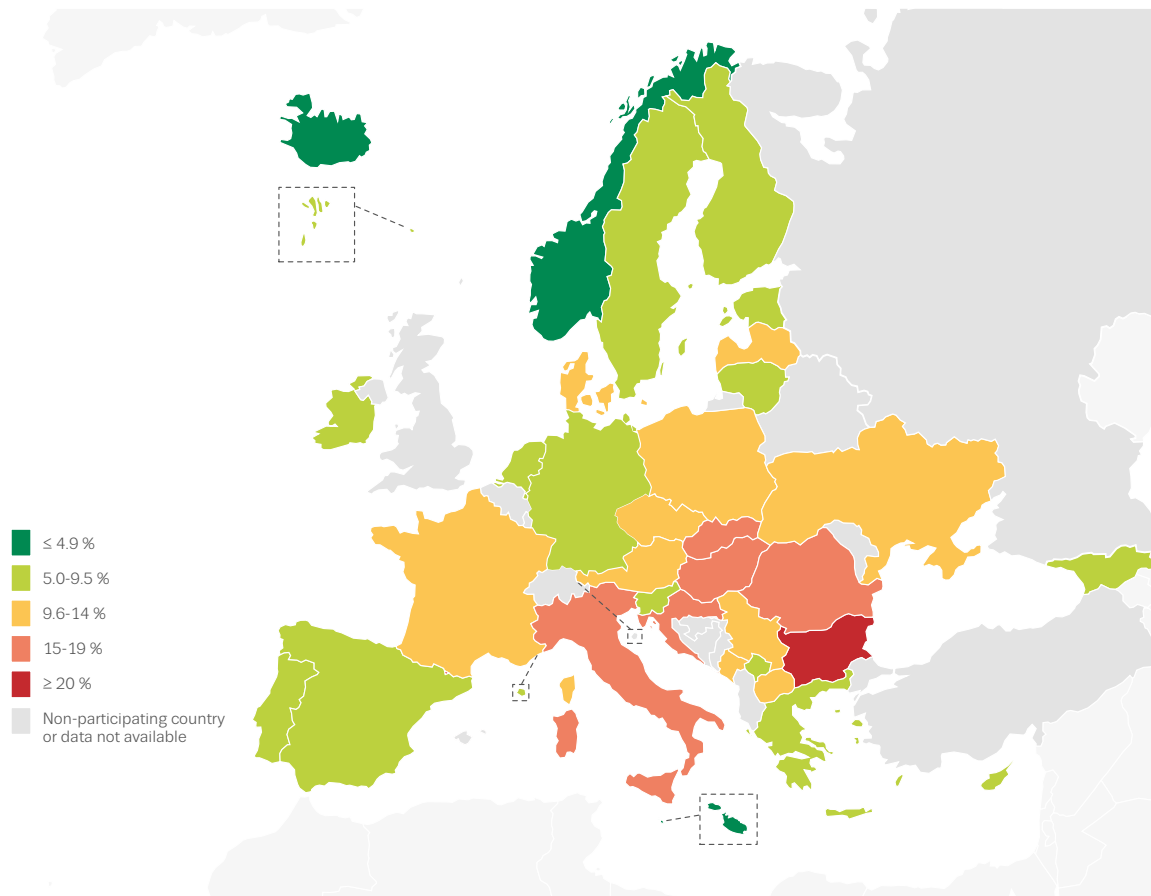 ≤ 4.9 %
5.0-9.5 %
9.6-14 %
15-19 %
≥ 20 %
Non-participating country
or data not available